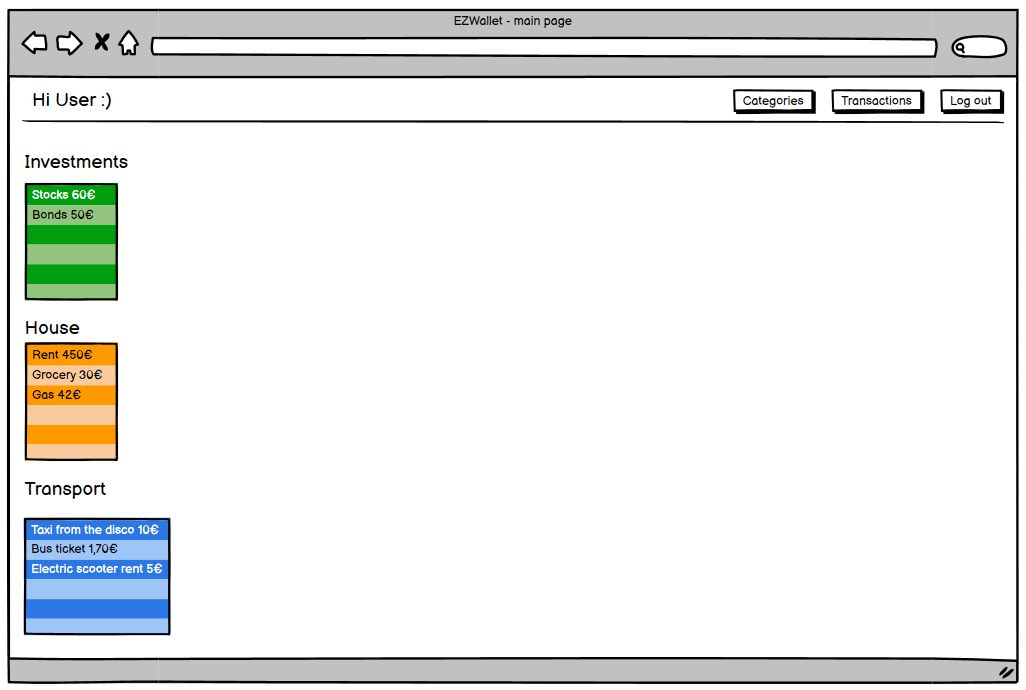 EZWallet - main page
Hi User :)
Categories
Transactions
Log out
Investments
Stocks 60€
Bonds 50€
House
Rent 450€
Grocery 30€
Gas 42€
Transport
Taxi from the disco 10€
Bus ticket 1,70€
Electric scooter rent 5€